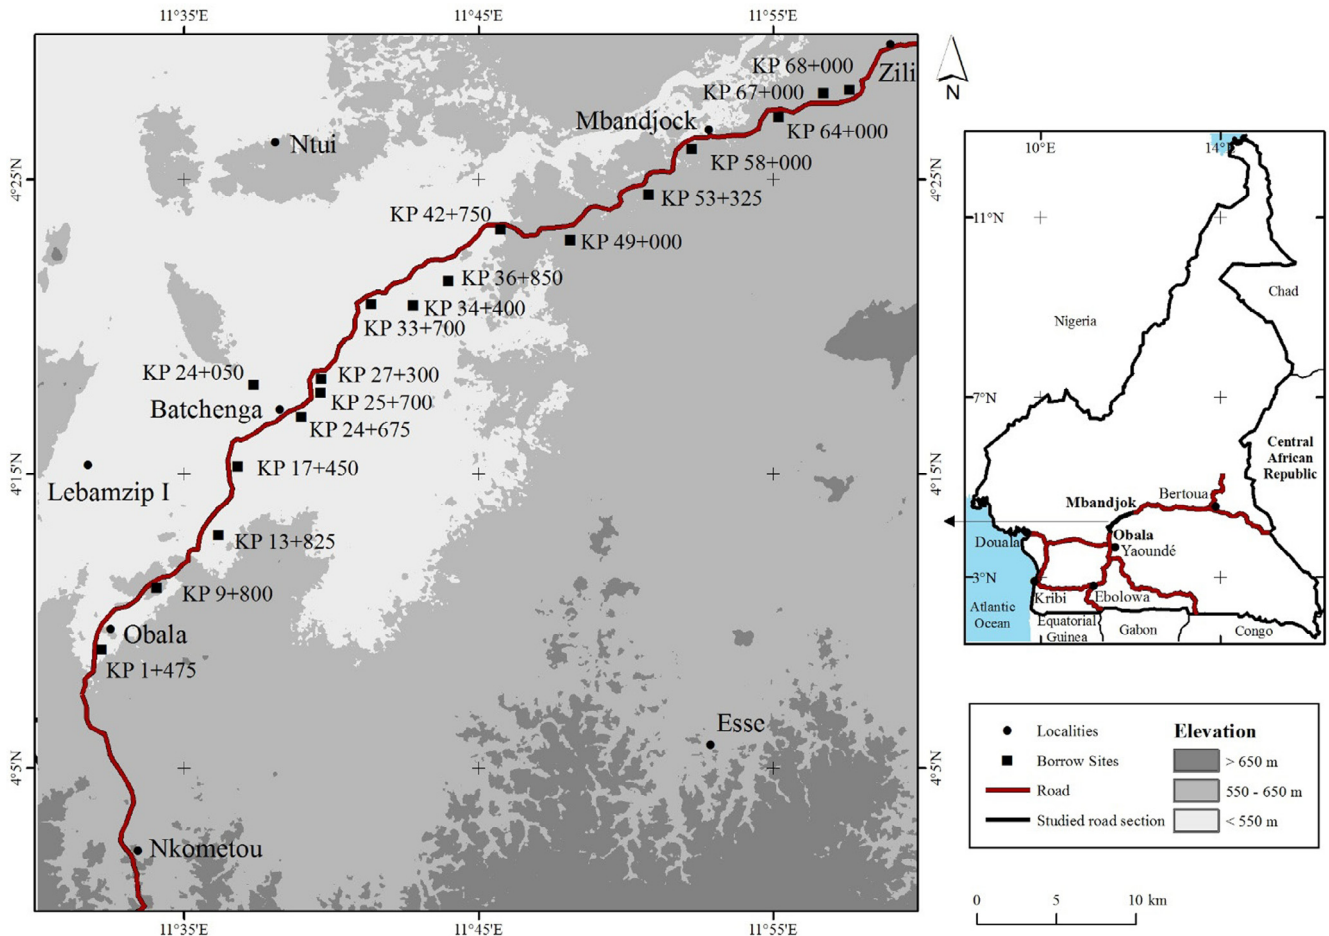 11°35'E
11°45'E
11°55'E
KP 68+000
Zili
KP 67+000
N
Mbandjock
KP 64+000
Ntui
KP 58+000
4°25'N
4°25'N
KP 53+325
KP 42+750
KP 49+000
KP 36+850
KP 34+400
KP 33+700
KP 24+050
KP 27+300
Batchenga
KP 25+700
KP 24+675
KP 17+450
4°15'N
4°15'N
Lebamzip I
KP 13+825
KP 9+800
Obala
KP 1+475
Esse
4°5'N
4°5'N
Nkometou
11°35'E
11°45'E
11°55'E
10°E
14°E
11°N
Chad
Nigeria
7°N
Central
African
Republic
Bertoua
Mbandjok
Douala
Obala
Yaoundé
3°N
Kribi
Ebolowa
Atlantic
Ocean
Equatorial
Guinea
Gabon
Congo
Localities
Borrow Sites
Road
Studied road section
Elevation
> 650 m
550 - 650 m
< 550 m
0 5 10 km